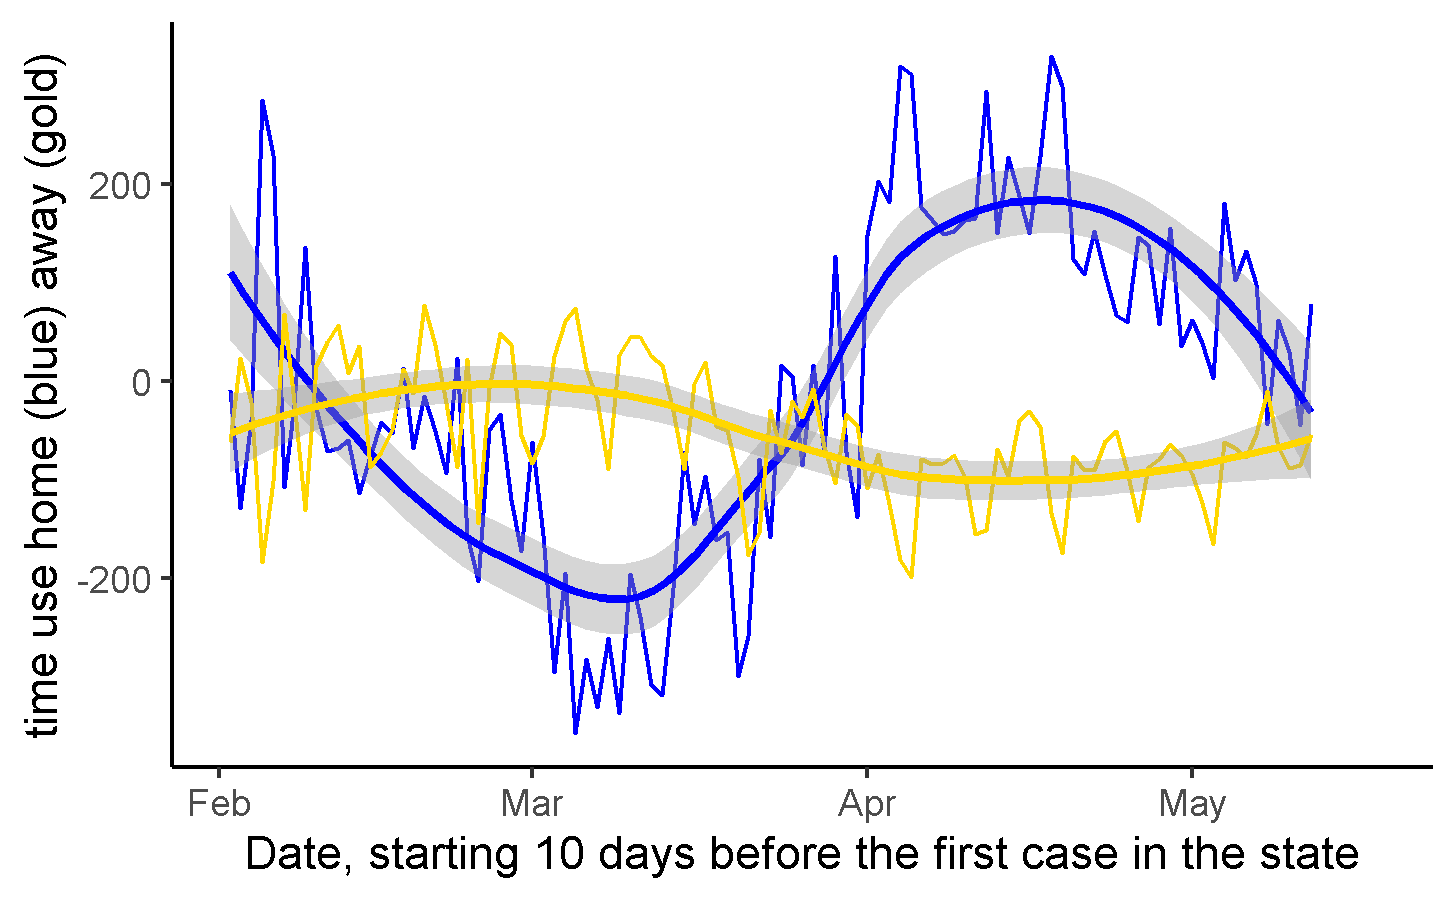 time use home (blue) away (gold)
200
0
-200
Feb Mar Apr May
Date, starting 10 days before the first case in the state